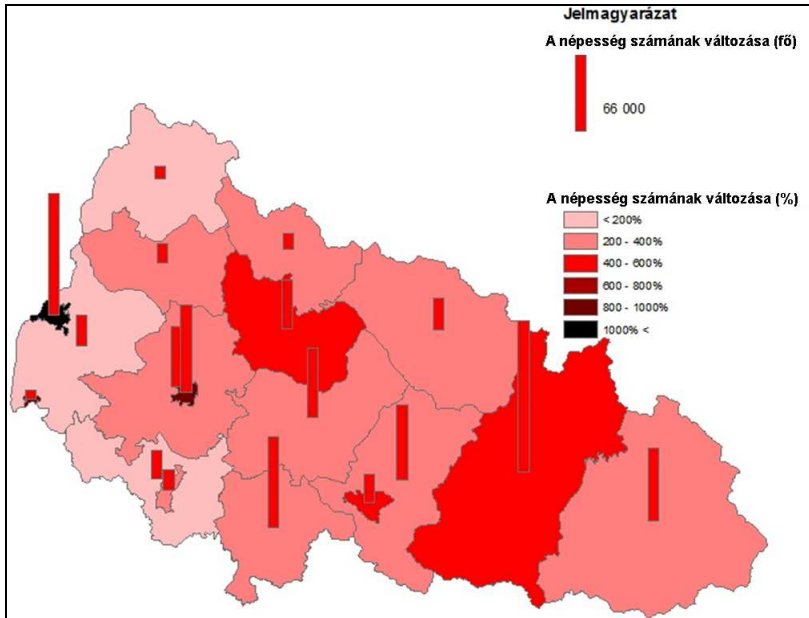 Jelmagyarázat
A népesség számának változása (fő)
66 000
A népesség számának változása (%)
< 200%
200 - 400%
400 - 600%
600 - 800%
800 - 1000%
1000% <